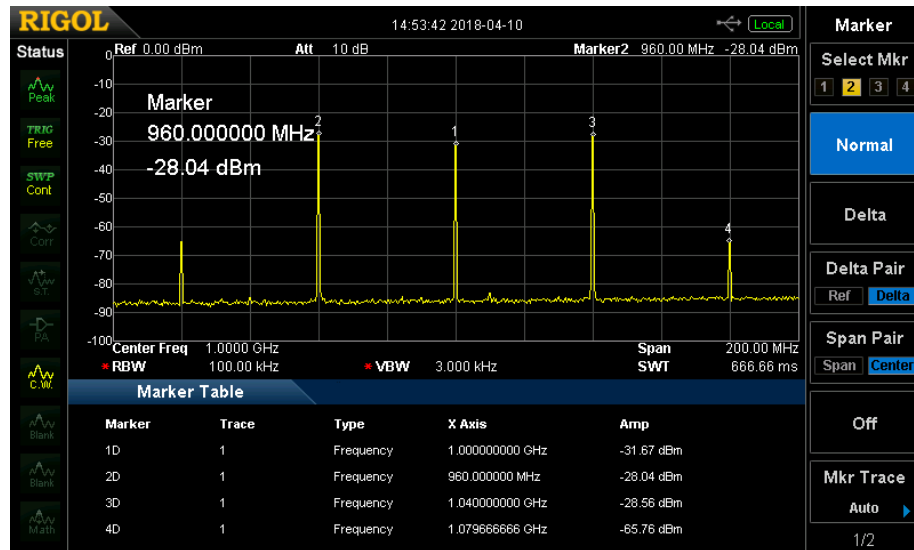 RIGOL 14:53:42 2018-04-10 Local Marker
Status Ref 0.00 dBm Att 10 dB Marker2 960.00 MHz -28.04 dBm
Select Mkr
1 2 3 4
Peak
TRIG
Free
SWP
Cont
Corr
S.T.
PA
C.W.
Blank
Blank
Math
0
-10
-20
-30
-40
-50
-60
-70
-80
-90
-100
Marker
960.000000 MHz
-28.04 dBm
2
1
3
4
Center Freq 1.0000 GHz Span 200.00 MHz
* RBW 100.00 kHz * VBW 3.000 kHz SWT 666.66 ms
Marker Table
Marker Trace Type X Axis Amp
1D 1 Frequency 1.000000000 GHz -31.67 dBm
2D 1 Frequency 960.000000 MHz -28.04 dBm
3D 1 Frequency 1.040000000 GHz -28.56 dBm
4D 1 Frequency 1.079666666 GHz -65.76 dBm
Normal
Delta
Delta Pair
Ref Delta
Span Pair
Span Center
Off
Mkr Trace
Auto
1/2